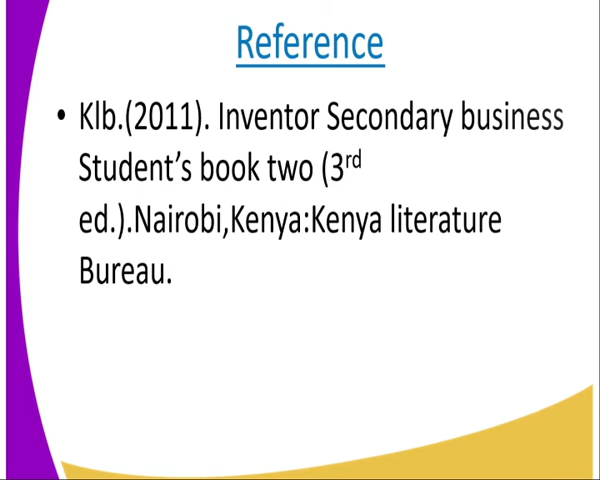 Reference
• Klb.(2011). Inventor Secondary business
Student’s book two (3rd
ed.).Nairobi,Kenya:Kenya literature
Bureau.